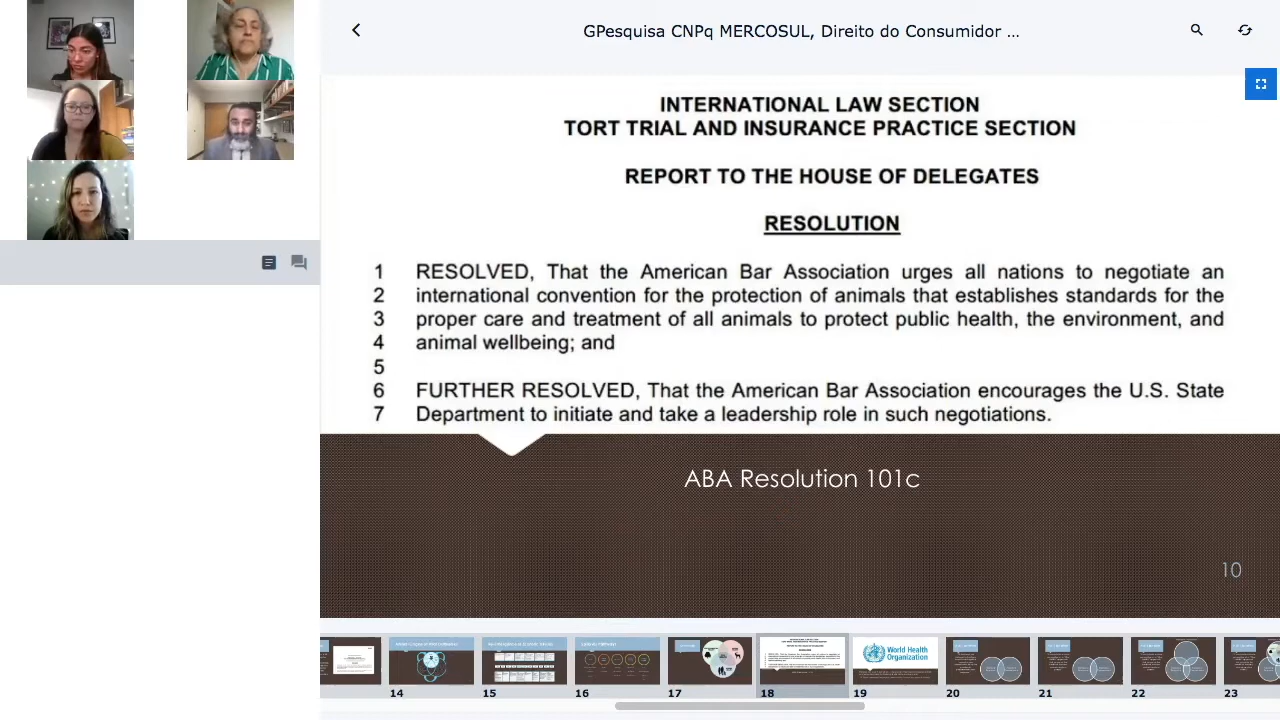 GPesquisa CNPq MERCOSUL, Direito do Consumidor ...
INTERNATIONAL LAW SECTION
TORT TRIAL AND INSURANCE PRACTICE SECTION
REPORT TO THE HOUSE OF DELEGATES
RESOLUTION
1 RESOLVED, That the American Bar Association urges all nations to negotiate an
2 international convention for the protection of animals that establishes standards for the
3 proper care and treatment of all animals to protect public health, the environment, and
4 animal wellbeing; and
5
6 FURTHER RESOLVED, That the American Bar Association encourages the U.S. State
7 Department to initiate and take a leadership role in such negotiations.
ABA Resolution 101c
10
World Health
Organization
14 15 16 17 18 19 20 21 22 23